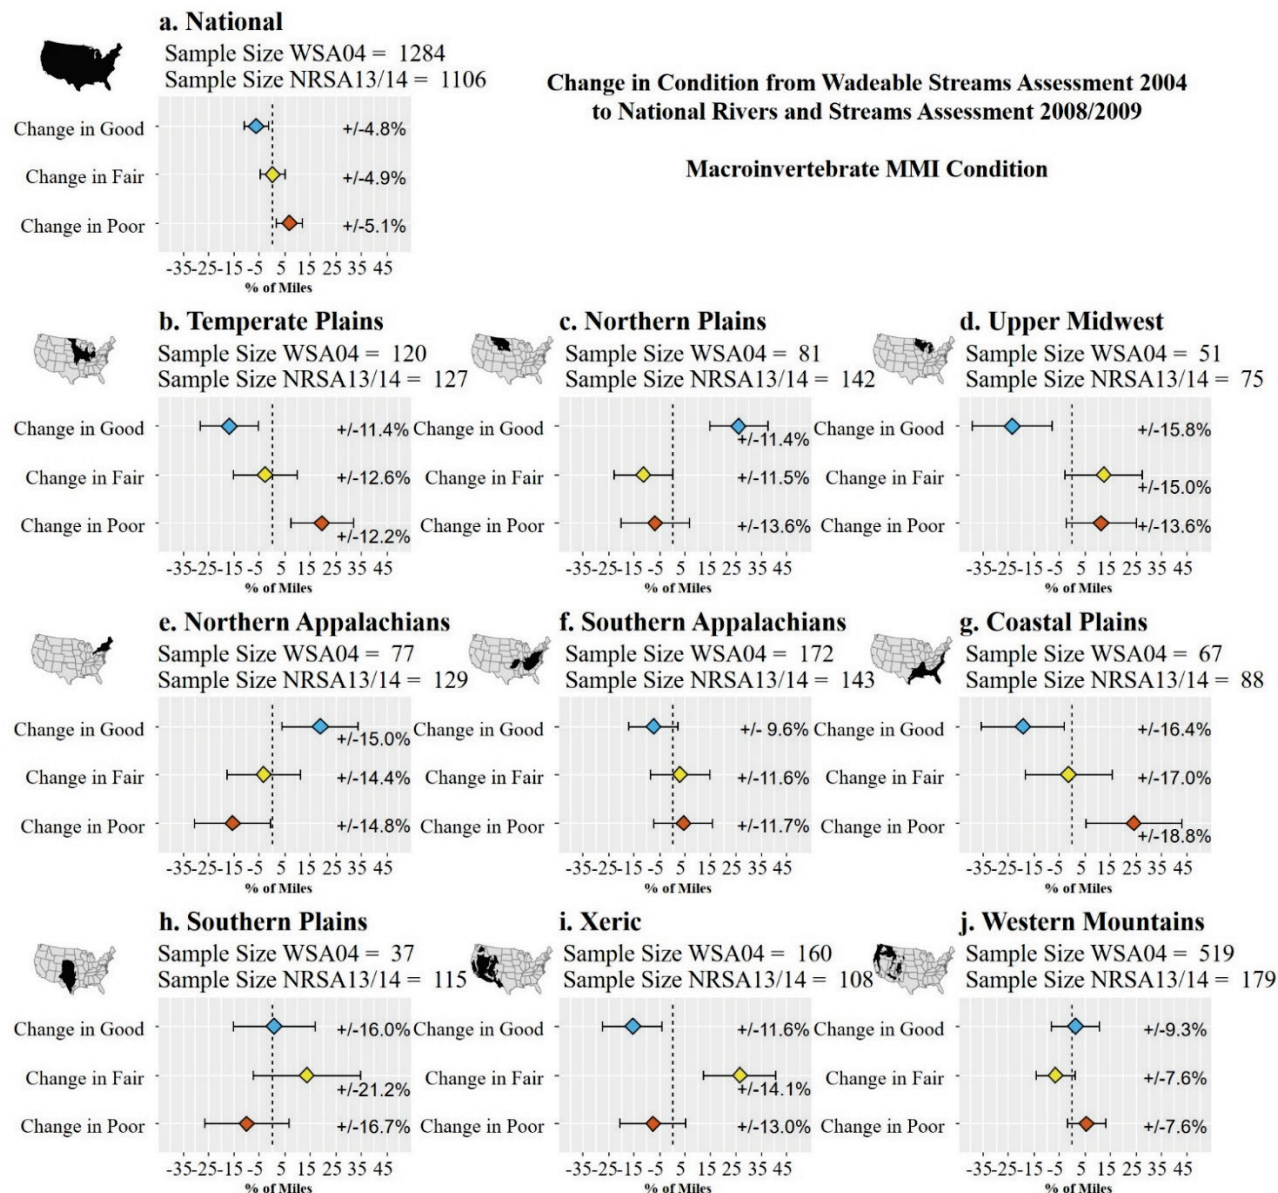 a. National
Sample Size WSA04 = 1284
Sample Size NRSA13/14 = 1106
Change in Condition from Wadeable Streams Assessment 2004
to National Rivers and Streams Assessment 2008/2009
Macroinvertebrate MMI Condition
Change in Good
+/-4.8%
Change in Fair
+/-4.9%
Change in Poor
+/-5.1%
-35-25-15 -5 5 15 25 35 45
% of Miles
b. Temperate Plains
Sample Size WSA04 = 120
Sample Size NRSA13/14 = 127
Change in Good
+/-11.4%
Change in Fair
+/-12.6%
Change in Poor
+/-12.2%
-35-25-15 -5 5 15 25 35 45
% of Miles
c. Northern Plains
Sample Size WSA04 = 81
Sample Size NRSA13/14 = 142
Change in Good
+/-11.4%
Change in Fair
+/-11.5%
Change in Poor
+/-13.6%
-35-25-15 -5 5 15 25 35 45
% of Miles
d. Upper Midwest
Sample Size WSA04 = 51
Sample Size NRSA13/14 = 75
Change in Good
+/-15.8%
Change in Fair
+/-15.0%
Change in Poor
+/-13.6%
-35-25-15 -5 5 15 25 35 45
% of Miles
e. Northern Appalachians
Sample Size WSA04 = 77
Sample Size NRSA13/14 = 129
Change in Good
+/-15.0%
Change in Fair
+/-14.4%
Change in Poor
+/-14.8%
-35-25-15 -5 5 15 25 35 45
% of Miles
f. Southern Appalachians
Sample Size WSA04 = 172
Sample Size NRSA13/14 = 143
Change in Good
+/- 9.6%
Change in Fair
+/-11.6%
Change in Poor
+/-11.7%
-35-25-15 -5 5 15 25 35 45
% of Miles
g. Coastal Plains
Sample Size WSA04 = 67
Sample Size NRSA13/14 = 88
Change in Good
+/-16.4%
Change in Fair
+/-17.0%
Change in Poor
+/-18.8%
-35-25-15 -5 5 15 25 35 45
% of Miles
h. Southern Plains
Sample Size WSA04 = 37
Sample Size NRSA13/14 = 115
Change in Good
+/-16.0%
Change in Fair
+/-21.2%
Change in Poor
+/-16.7%
-35-25-15 -5 5 15 25 35 45
% of Miles
i. Xeric
Sample Size WSA04 = 160
Sample Size NRSA13/14 = 108
Change in Good
+/-11.6%
Change in Fair
+/-14.1%
Change in Poor
+/-13.0%
-35-25-15 -5 5 15 25 35 45
% of Miles
j. Western Mountains
Sample Size WSA04 = 519
Sample Size NRSA13/14 = 179
Change in Good
+/-9.3%
Change in Fair
+/-7.6%
Change in Poor
+/-7.6%
-35-25-15 -5 5 15 25 35 45
% of Miles